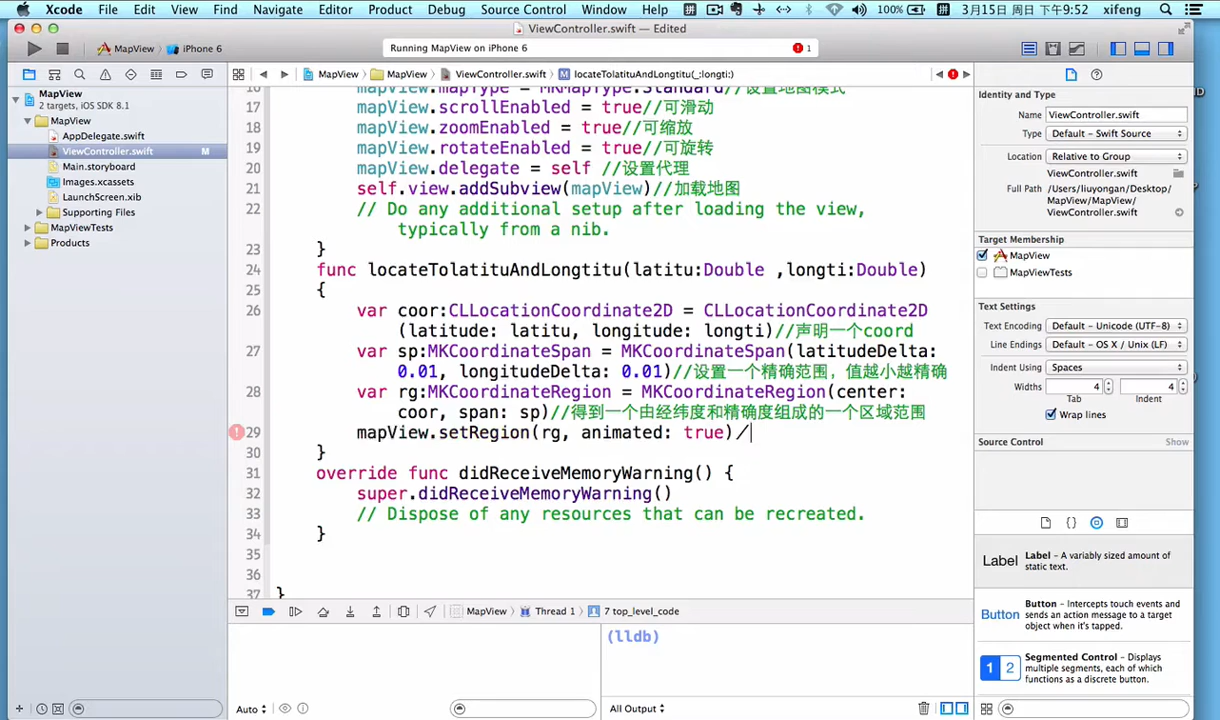 Xcode File Edit View Find Navigate Editor Product Debug Source Control Window Help 100% 3月15日 周日 下午9:52 xifeng
ViewController.swift — Edited
MapView iPhone 6 Running MapView on iPhone 6 1
MapView MapView ViewController.swift locateTolatituAndLongtitu(_:longti:)
MapView
2 targets, iOS SDK 8.1
MapView
AppDelegate.swift
ViewController.swift M
Main.storyboard
Images.xcassets
LaunchScreen.xib
Supporting Files
MapViewTests
Products
16 mapView.mapType = MKMapType.Standard//设置地图模式
17 mapView.scrollEnabled = true//可滑动
18 mapView.zoomEnabled = true//可缩放
19 mapView.rotateEnabled = true//可旋转
20 mapView.delegate = self //设置代理
21 self.view.addSubview(mapView)//加载地图
22 // Do any additional setup after loading the view,
typically from a nib.
23 }
24 func locateTolatituAndLongtitu(latitu:Double ,longti:Double)
25 {
26 var coor:CLLocationCoordinate2D = CLLocationCoordinate2D
(latitude: latitu, longitude: longti)//声明一个coord
27 var sp:MKCoordinateSpan = MKCoordinateSpan(latitudeDelta:
0.01, longitudeDelta: 0.01)//设置一个精确范围，值越小越精确
28 var rg:MKCoordinateRegion = MKCoordinateRegion(center:
coor, span: sp)//得到一个由经纬度和精确度组成的一个区域范围
29 mapView.setRegion(rg, animated: true)/
30 }
31 override func didReceiveMemoryWarning() {
32 super.didReceiveMemoryWarning()
33 // Dispose of any resources that can be recreated.
34 }
35
36
37 }
MapView Thread 1 7 top_level_code
(lldb)
Auto
All Output
Identity and Type
Name ViewController.swift
Type Default - Swift Source
Location Relative to Group
ViewController.swift
Full Path /Users/liuyongan/Desktop/
MapView/MapView/
ViewController.swift
Target Membership
MapView
MapViewTests
Text Settings
Text Encoding Default - Unicode (UTF-8)
Line Endings Default - OS X / Unix (LF)
Indent Using Spaces
Widths 4 4
Tab Indent
Wrap lines
Source Control Show
Label Label - A variably sized amount of
static text.
Button Button - Intercepts touch events and
sends an action message to a target
object when it's tapped.
1 2 Segmented Control - Displays
multiple segments, each of which
functions as a discrete button.